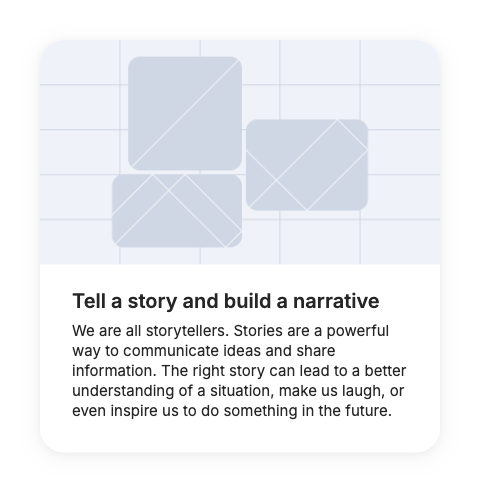 Tell a story and build a narrative
We are all storytellers. Stories are a powerful
way to communicate ideas and share
information. The right story can lead to a better
understanding of a situation, make us laugh, or
even inspire us to do something in the future.